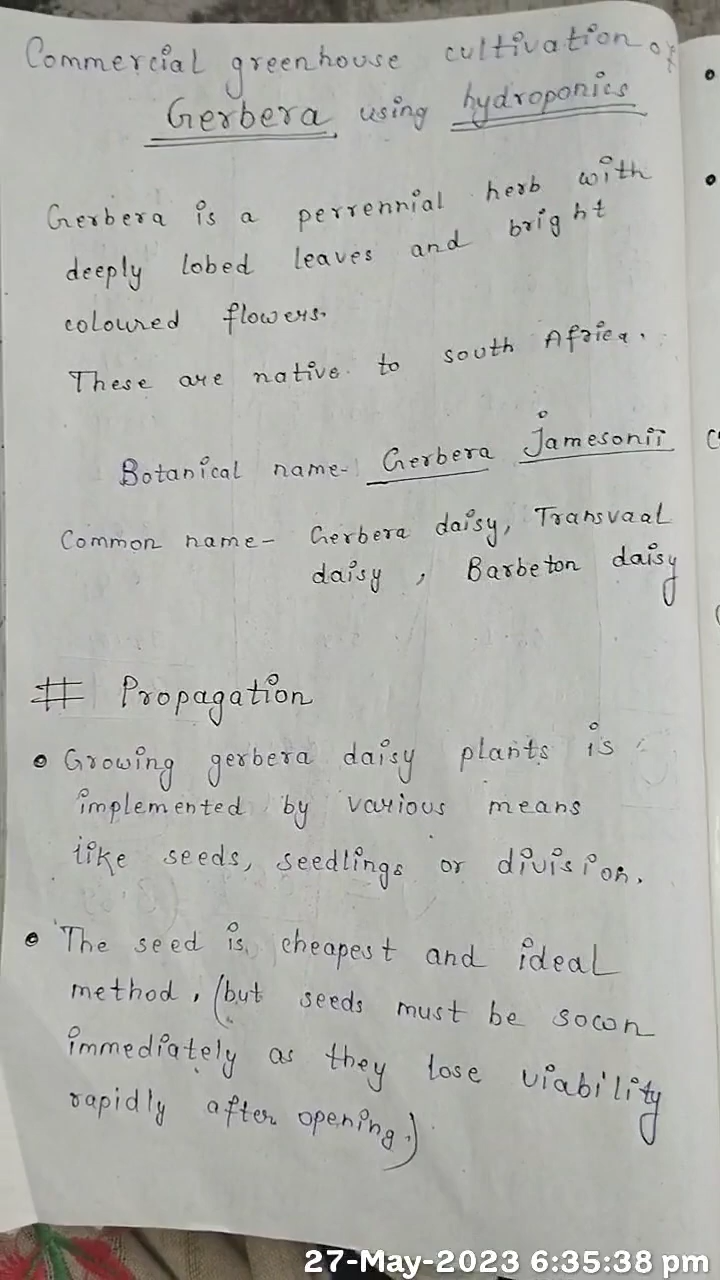 Commercial greenhouse cultivation of
Gerbera using hydroponics
Gerbera is a perrennial herb with
deeply lobed leaves and bright
coloured flowers.
These are native to south Africa.
Botanical name- Gerbera Jamesonii
Common name- Gerbera daisy, Transvaal
daisy, Barbeton daisy
# Propagation
• Growing gerbera daisy plants is
implemented by various means
like seeds, seedlings or division.
• The seed is cheapest and ideal
method, (but seeds must be socon
immediately as they lose viability
rapidly after opening.)
27-May-2023 6:35:38 pm